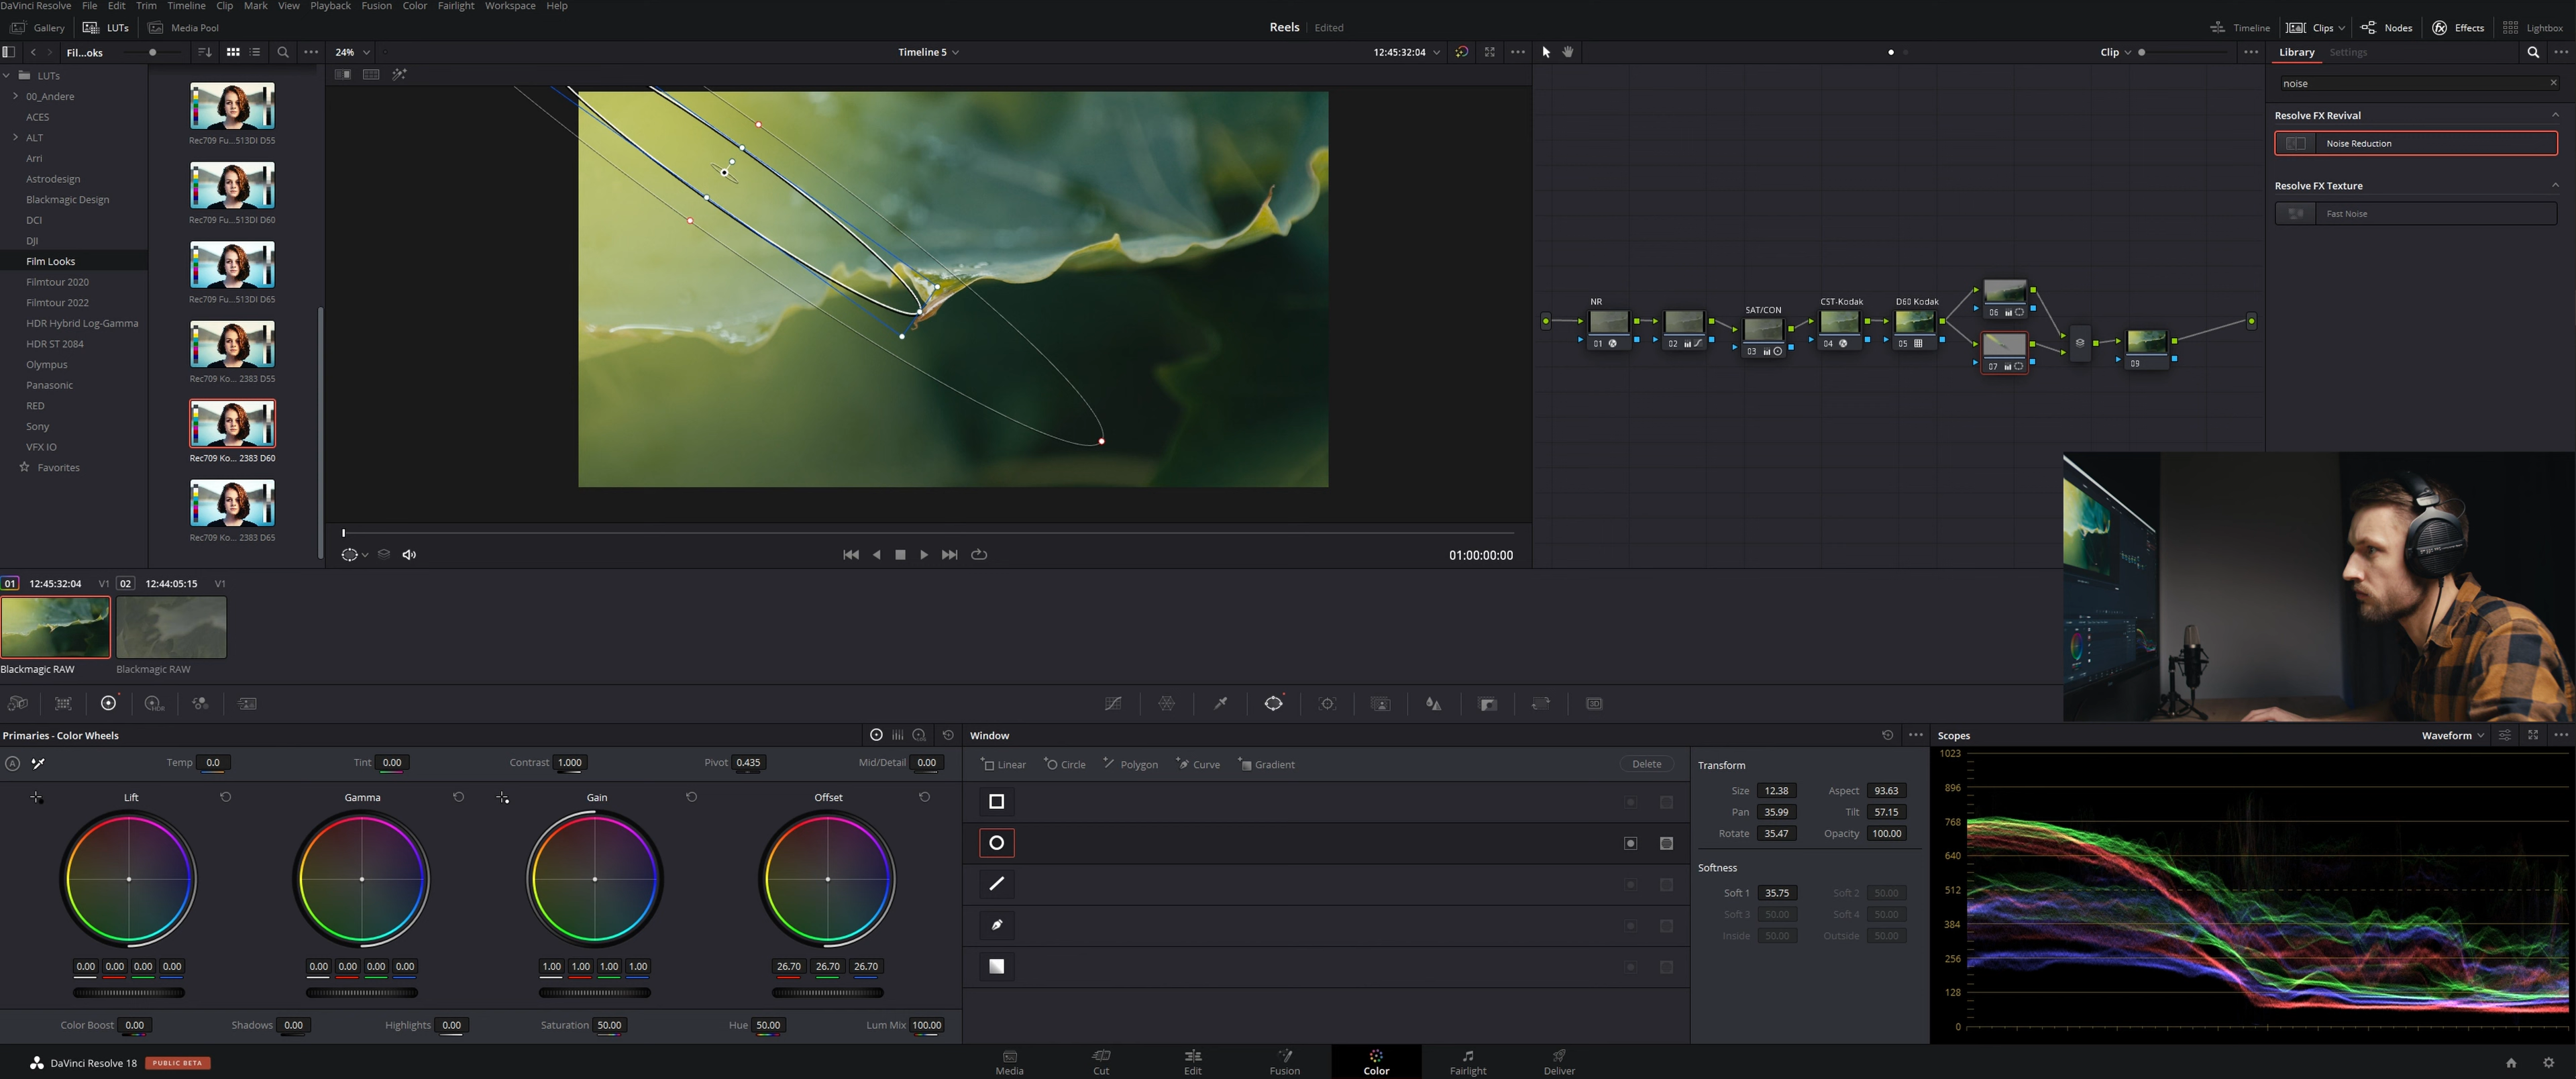 DaVinci Resolve File Edit Trim Timeline Clip Mark View Playback Fusion Color Fairlight Workspace Help
Gallery LUTs Media Pool Reels Edited Timeline Clips Nodes fx Effects Lightbox
Fil...oks 24% Timeline 5 12:45:32:04 Clip Library Settings
noise
Resolve FX Revival
Noise Reduction
Resolve FX Texture
Fast Noise
LUTs
00_Andere
ACES
ALT
Arri
Astrodesign
Blackmagic Design
DCI
DJI
Film Looks
Filmtour 2020
Filmtour 2022
HDR Hybrid Log-Gamma
HDR ST 2084
Olympus
Panasonic
RED
Sony
VFX IO
Favorites
Rec709 Fu...513DI D55
Rec709 Fu...513DI D60
Rec709 Fu...513DI D65
Rec709 Ko... 2383 D55
Rec709 Ko... 2383 D60
Rec709 Ko... 2383 D65
NR SAT/CON CST-Kodak D60 Kodak
01 02 03 04 05 06 07 09
01:00:00:00
01 12:45:32:04 V1 02 12:44:05:15 V1
Blackmagic RAW Blackmagic RAW
HDR 3D
Primaries - Color Wheels
A Temp 0.0 Tint 0.00 Contrast 1.000 Pivot 0.435 Mid/Detail 0.00
Lift Gamma Gain Offset
0.00 0.00 0.00 0.00 0.00 0.00 0.00 0.00 1.00 1.00 1.00 1.00 26.70 26.70 26.70
Color Boost 0.00 Shadows 0.00 Highlights 0.00 Saturation 50.00 Hue 50.00 Lum Mix 100.00
Window
Linear Circle Polygon Curve Gradient Delete
Transform
Size 12.38 Aspect 93.63
Pan 35.99 Tilt 57.15
Rotate 35.47 Opacity 100.00
Softness
Soft 1 35.75 Soft 2 50.00
Soft 3 50.00 Soft 4 50.00
Inside 50.00 Outside 50.00
Scopes Waveform
1023
896
768
640
512
384
256
128
0
DaVinci Resolve 18 PUBLIC BETA
Media Cut Edit Fusion Color Fairlight Deliver